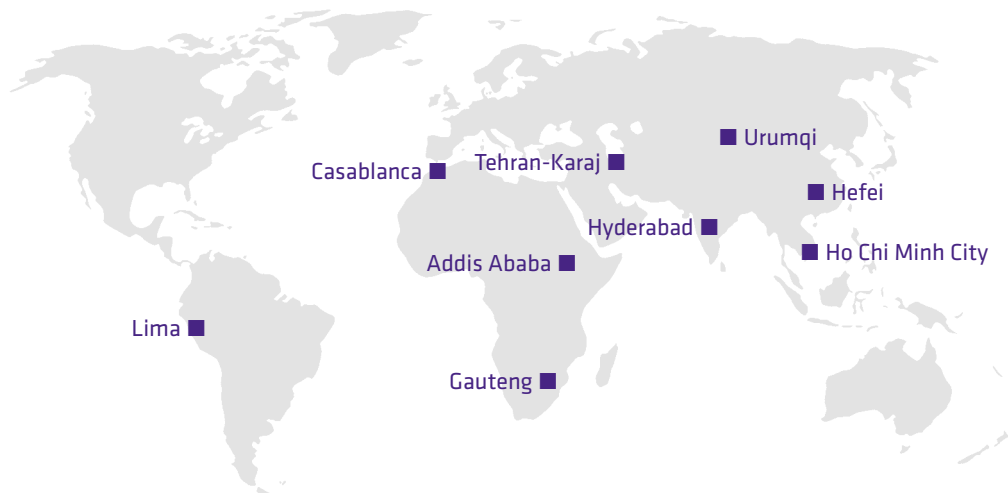 Urumqi
Casablanca
Tehran-Karaj
Hefei
Hyderabad
Ho Chi Minh City
Addis Ababa
Lima
Gauteng